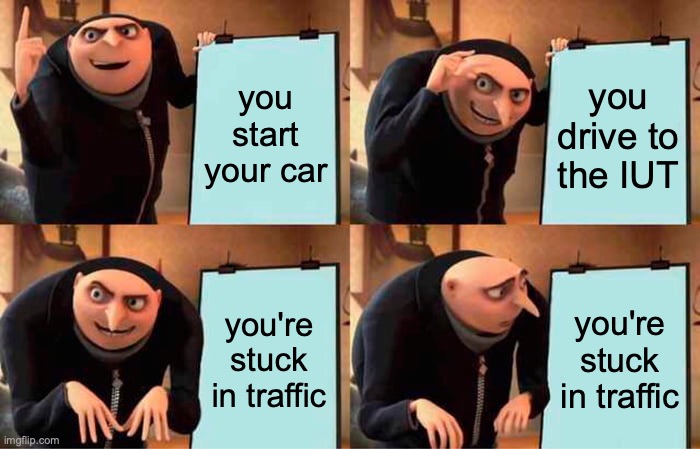 you
start
your car
you
drive to
the IUT
you're
stuck
in traffic
you're
stuck
in traffic
imgflip.com